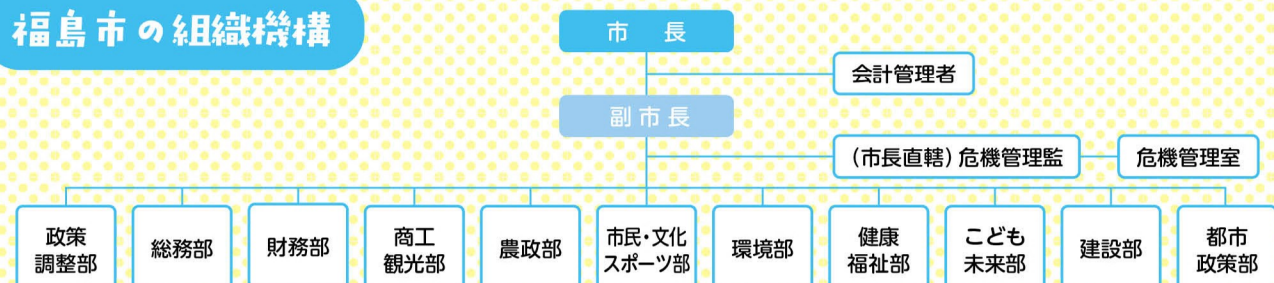 福島市の組織機構
市 長
会計管理者
副市長
（市長直轄）危機管理監
危機管理室
政策
調整部
総務部
財務部
商工
観光部
農政部
市民・文化
スポーツ部
環境部
健康
福祉部
こども
未来部
建設部
都市
政策部